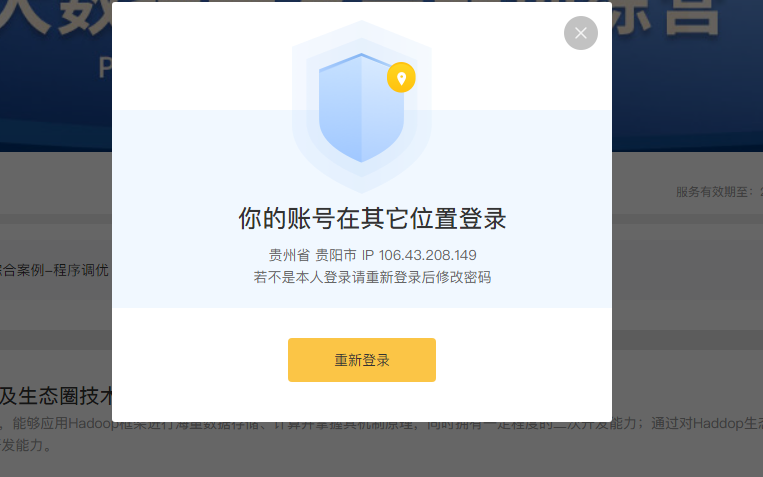 人数
P
服务有效期至：2
你的账号在其它位置登录
贵州省 贵阳市 IP 106.43.208.149
若不是本人登录请重新登录后修改密码
综合案例-程序调优
重新登录
及生态圈技术
，能够应用Hadoop框架进行海量数据存储、计算并掌握其机制原理，同时拥有一定程度的二次开发能力；通过对Haddop生态
发能力。